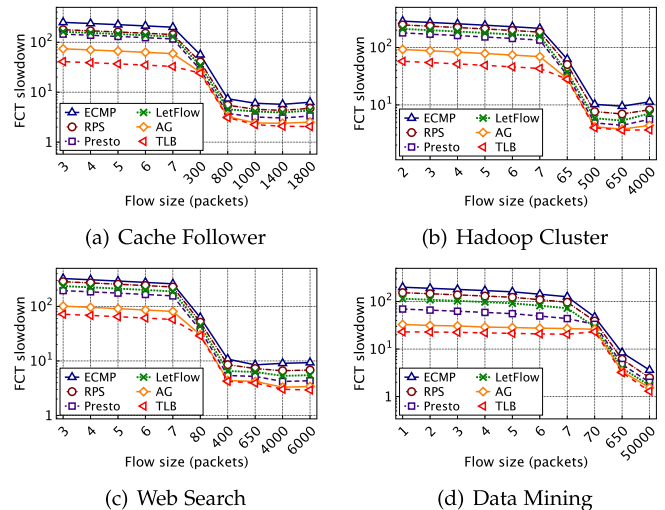 FCT slowdown
10²
10¹
1
ECMP
RPS
Presto
LetFlow
AG
TLB
3 4 5 6 7 300 800 1000 1400 1800
Flow size (packets)
(a) Cache Follower
FCT slowdown
10²
10¹
ECMP
RPS
Presto
LetFlow
AG
TLB
2 3 4 5 6 7 65 500 650 4000
Flow size (packets)
(b) Hadoop Cluster
FCT slowdown
10²
10¹
1
ECMP
RPS
Presto
LetFlow
AG
TLB
3 4 5 6 7 80 400 650 4000 6000
Flow size (packets)
(c) Web Search
FCT slowdown
10²
10¹
1
ECMP
RPS
Presto
LetFlow
AG
TLB
1 2 3 4 5 6 7 70 650 50000
Flow size (packets)
(d) Data Mining